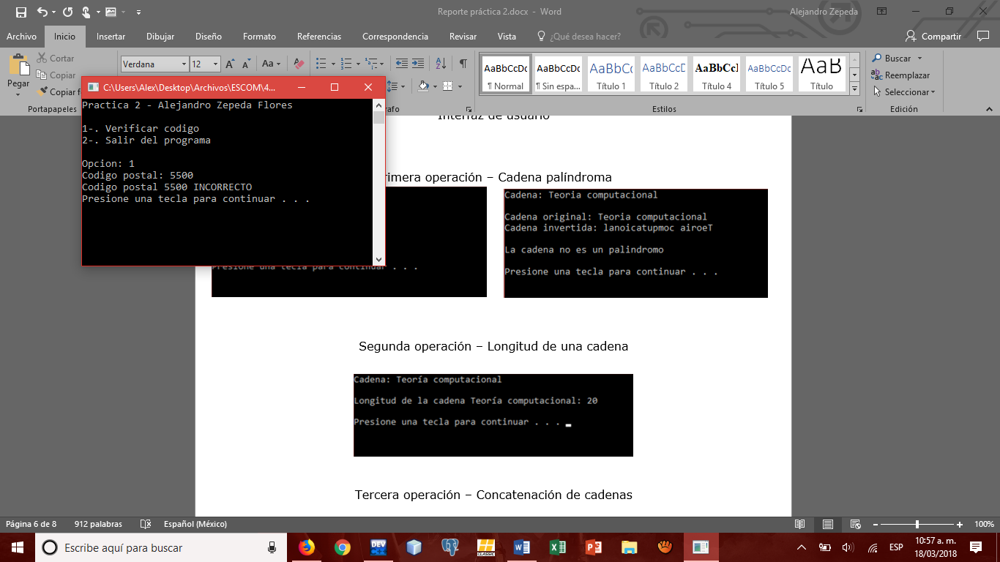 Reporte práctica 2.docx - Word
Alejandro Zepeda
Archivo
Inicio
Insertar
Dibujar
Diseño
Formato
Referencias
Correspondencia
Revisar
Vista
¿Qué desea hacer?
Compartir
Pegar
Cortar
Copiar
Copiar f
Portapapeles
Verdana
12
Aa
AaBbCcDc
¶ Normal
AaBbCcDc
¶ Sin espa...
AaBbCc
Título 1
AaBbCcD
Título 2
AaBbCcl
Título 4
AaBbCcDc
Título 5
AaB
Título
rafo
Estilos
Buscar
Reemplazar
Seleccionar
Edición
C:\Users\Alex\Desktop\Archivos\ESCOM\4...
Practica 2 - Alejandro Zepeda Flores
1-. Verificar codigo
2-. Salir del programa
Opcion: 1
Codigo postal: 5500
Codigo postal 5500 INCORRECTO
Presione una tecla para continuar . . .
Interfaz de usuario
rimera operación – Cadena palíndroma
Presione una tecla para continuar . . .
Cadena: Teoria computacional
Cadena original: Teoria computacional
Cadena invertida: lanoicatupmoc airoeT
La cadena no es un palindromo
Presione una tecla para continuar . . .
Segunda operación – Longitud de una cadena
Cadena: Teoría computacional
Longitud de la cadena Teoría computacional: 20
Presione una tecla para continuar . . .
Tercera operación – Concatenación de cadenas
Página 6 de 8
912 palabras
Español (México)
100%
Escribe aquí para buscar
DEV
CLASSIC
ESP
10:57 a. m.
18/03/2018